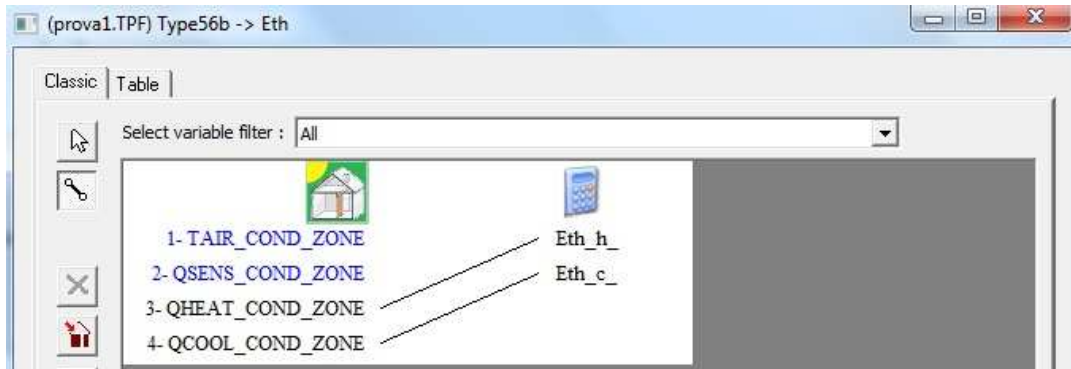 (prova1.TPF) Type56b -> Eth
Classic Table
Select variable filter : All
1- TAIR_COND_ZONE Eth_h_
2- QSENS_COND_ZONE Eth_c_
3- QHEAT_COND_ZONE
4- QCOOL_COND_ZONE